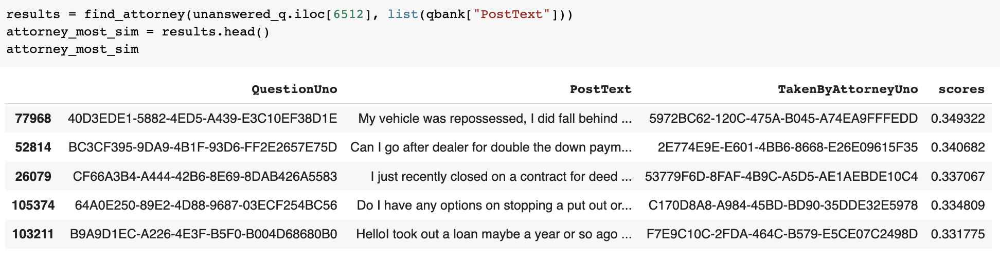 results = find_attorney(unanswered_q.iloc[6512], list(qbank["PostText"]))
attorney_most_sim = results.head()
attorney_most_sim
QuestionUno PostText TakenByAttorneyUno scores
77968 40D3EDE1-5882-4ED5-A439-E3C10EF38D1E My vehicle was repossessed, I did fall behind ... 5972BC62-120C-475A-B045-A74EA9FFFEDD 0.349322
52814 BC3CF395-9DA9-4B1F-93D6-FF2E2657E75D Can I go after dealer for double the down paym... 2E774E9E-E601-4BB6-8668-E26E09615F35 0.340682
26079 CF66A3B4-A444-42B6-8E69-8DAB426A5583 I just recently closed on a contract for deed ... 53779F6D-8FAF-4B9C-A5D5-AE1AEBDE10C4 0.337067
105374 64A0E250-89E2-4D88-9687-03ECF254BC56 Do I have any options on stopping a put out or... C170D8A8-A984-45BD-BD90-35DDE32E5978 0.334809
103211 B9A9D1EC-A226-4E3F-B5F0-B004D68680B0 HelloI took out a loan maybe a year or so ago ... F7E9C10C-2FDA-464C-B579-E5CE07C2498D 0.331775